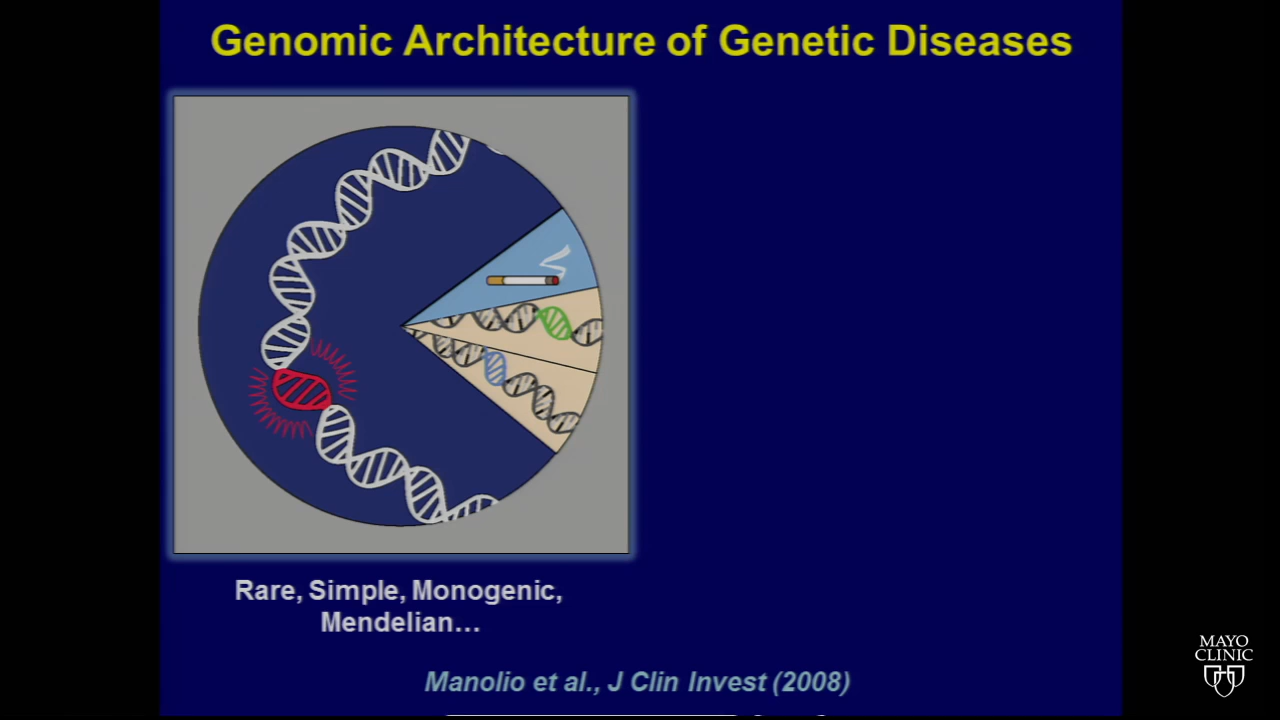 Genomic Architecture of Genetic Diseases
Rare, Simple, Monogenic,
Mendelian…
Manolio et al., J Clin Invest (2008)
MAYO
CLINIC